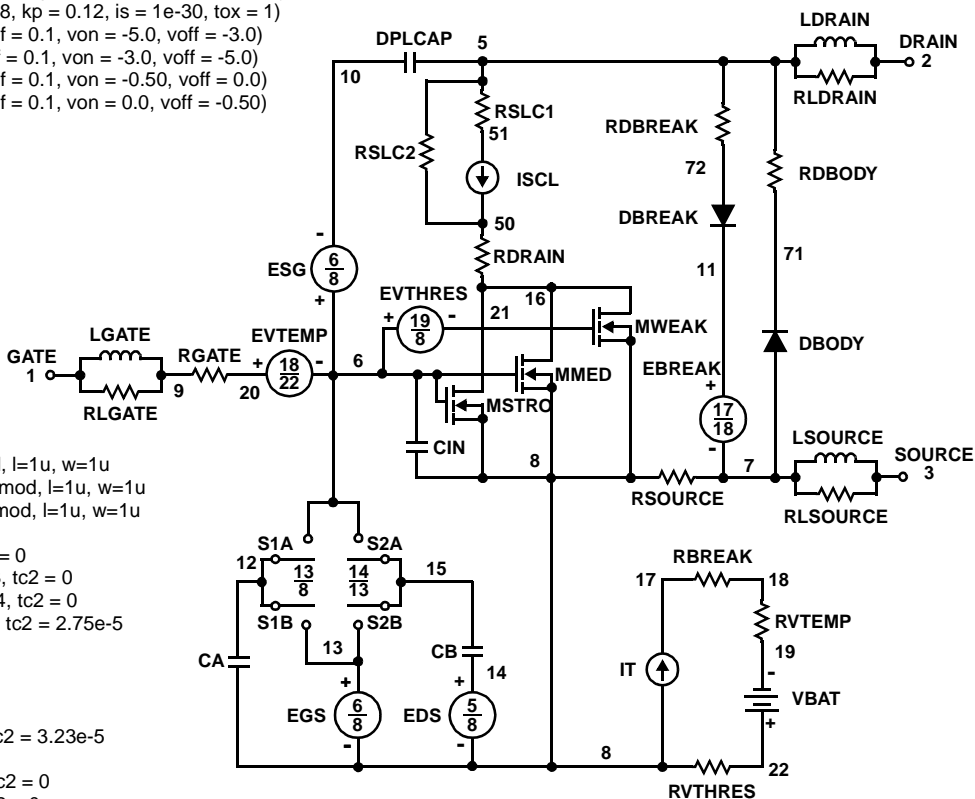 8, kp = 0.12, is = 1e-30, tox = 1)
f = 0.1, von = -5.0, voff = -3.0)
= 0.1, von = -3.0, voff = -5.0)
f = 0.1, von = -0.50, voff = 0.0)
f = 0.1, von = 0.0, voff = -0.50)
DPLCAP
5
10
LDRAIN
DRAIN
2
RLDRAIN
RSLC1
51
RSLC2
ISCL
RDBREAK
72
RDBODY
50
DBREAK
RDRAIN
71
11
-
ESG
6
8
+
EVTHRES
+
19
8
-
16
21
MWEAK
LGATE
GATE
1
RLGATE
9
RGATE
20
EVTEMP
+
18
22
-
6
MMED
MSTRO
CIN
EBREAK
+
17
18
-
DBODY
8
RSOURCE
7
LSOURCE
SOURCE
3
RLSOURCE
, l=1u, w=1u
mod, l=1u, w=1u
mod, l=1u, w=1u
= 0
, tc2 = 0
4, tc2 = 0
tc2 = 2.75e-5
c2 = 3.23e-5
c2 = 0
S1A
S2A
12
13
8
14
13
15
S1B
S2B
13
CA
CB
14
+
EGS
6
8
-
+
EDS
5
8
-
8
RBREAK
17
18
RVTEMP
19
-
IT
VBAT
+
22
RVTHRES